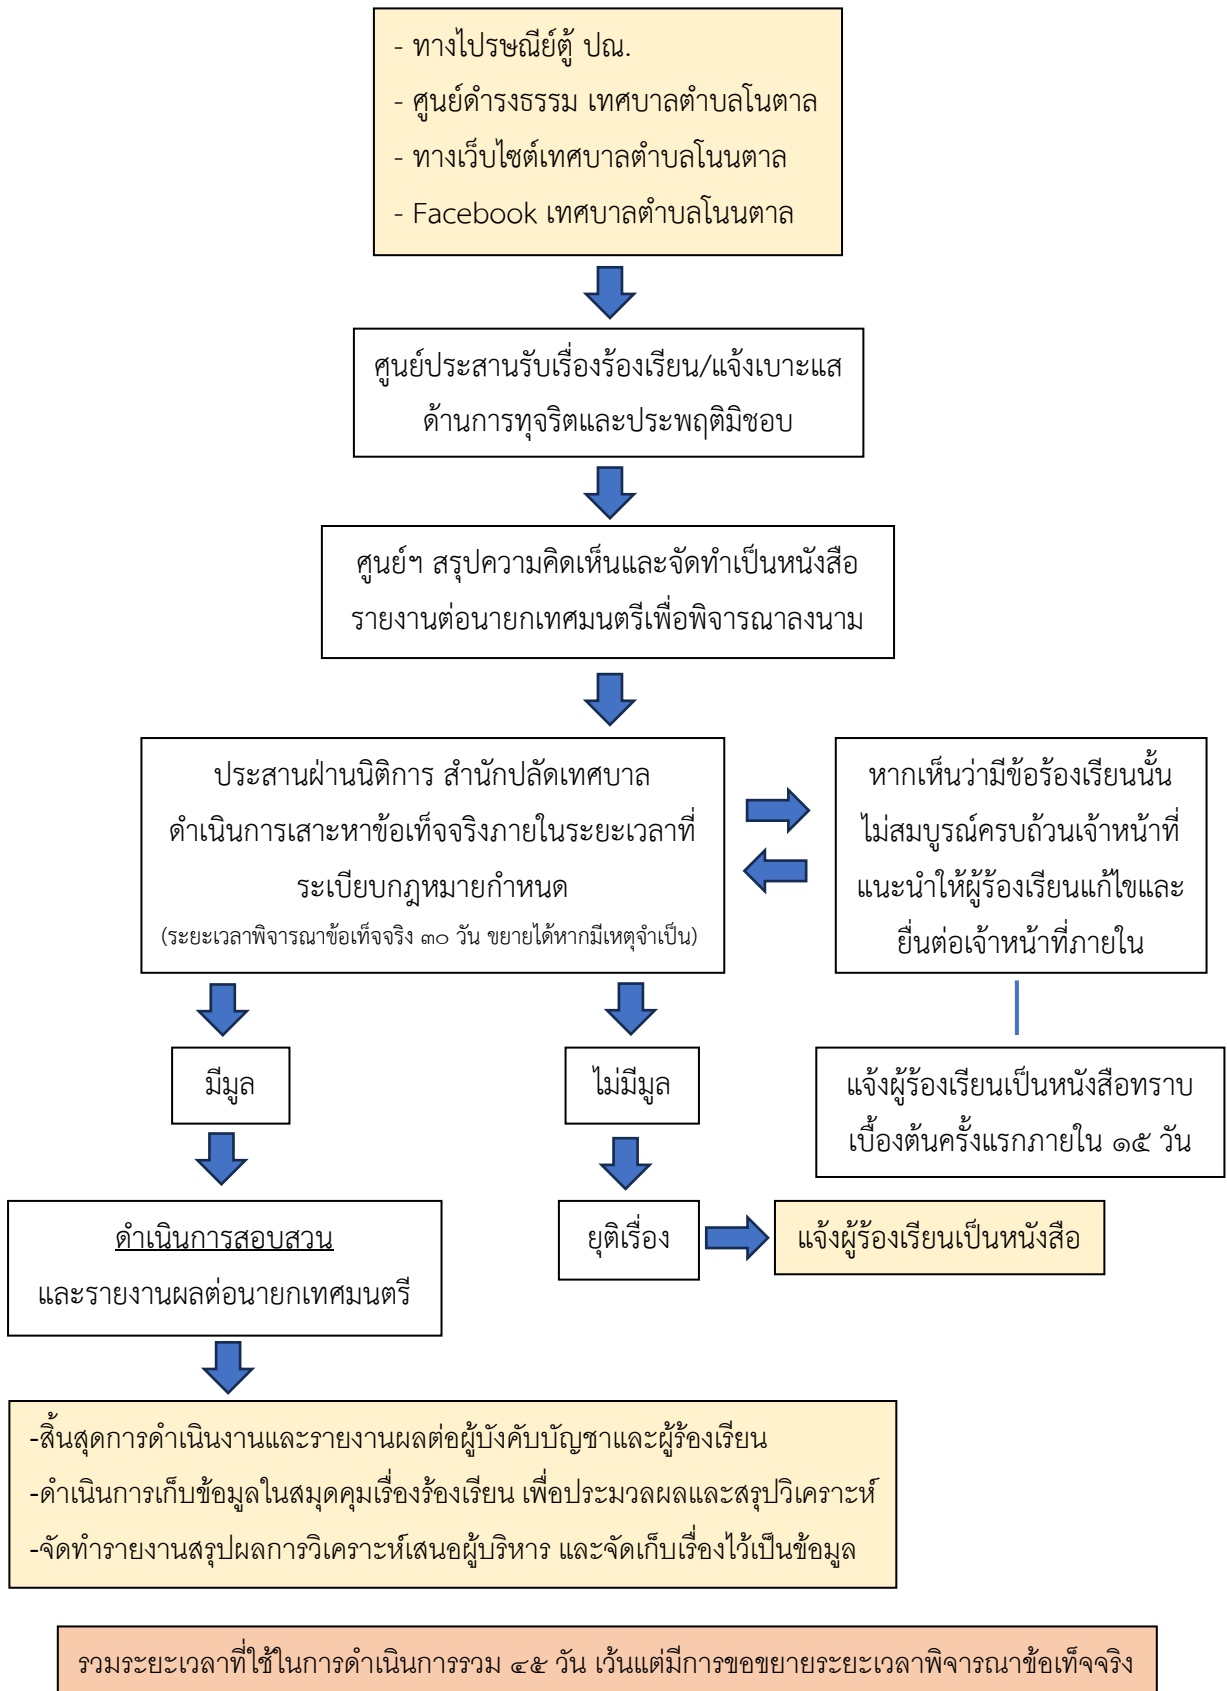 - ทางไปรษณีย์ตู้ ปณ.
- ศูนย์ดำรงธรรม เทศบาลตำบลโนตาล
- ทางเว็บไซต์เทศบาลตำบลโนนตาล
- Facebook เทศบาลตำบลโนนตาล
ศูนย์ประสานรับเรื่องร้องเรียน/แจ้งเบาะแส
ด้านการทุจริตและประพฤติมิชอบ
ศูนย์ฯ สรุปความคิดเห็นและจัดทำเป็นหนังสือ
รายงานต่อนายกเทศมนตรีเพื่อพิจารณาลงนาม
ประสานฝ่านนิติการ สำนักปลัดเทศบาล
ดำเนินการเสาะหาข้อเท็จจริงภายในระยะเวลาที่
ระเบียบกฎหมายกำหนด
(ระยะเวลาพิจารณาข้อเท็จจริง ๓๐ วัน ขยายได้หากมีเหตุจำเป็น)
หากเห็นว่ามีข้อร้องเรียนนั้น
ไม่สมบูรณ์ครบถ้วนเจ้าหน้าที่
แนะนำให้ผู้ร้องเรียนแก้ไขและ
ยื่นต่อเจ้าหน้าที่ภายใน
มีมูล
ไม่มีมูล
แจ้งผู้ร้องเรียนเป็นหนังสือทราบ
เบื้องต้นครั้งแรกภายใน ๑๕ วัน
ดำเนินการสอบสวน
และรายงานผลต่อนายกเทศมนตรี
ยุติเรื่อง
แจ้งผู้ร้องเรียนเป็นหนังสือ
-สิ้นสุดการดำเนินงานและรายงานผลต่อผู้บังคับบัญชาและผู้ร้องเรียน
-ดำเนินการเก็บข้อมูลในสมุดคุมเรื่องร้องเรียน เพื่อประมวลผลและสรุปวิเคราะห์
-จัดทำรายงานสรุปผลการวิเคราะห์เสนอผู้บริหาร และจัดเก็บเรื่องไว้เป็นข้อมูล
รวมระยะเวลาที่ใช้ในการดำเนินการรวม ๔๕ วัน เว้นแต่มีการขอขยายระยะเวลาพิจารณาข้อเท็จจริง